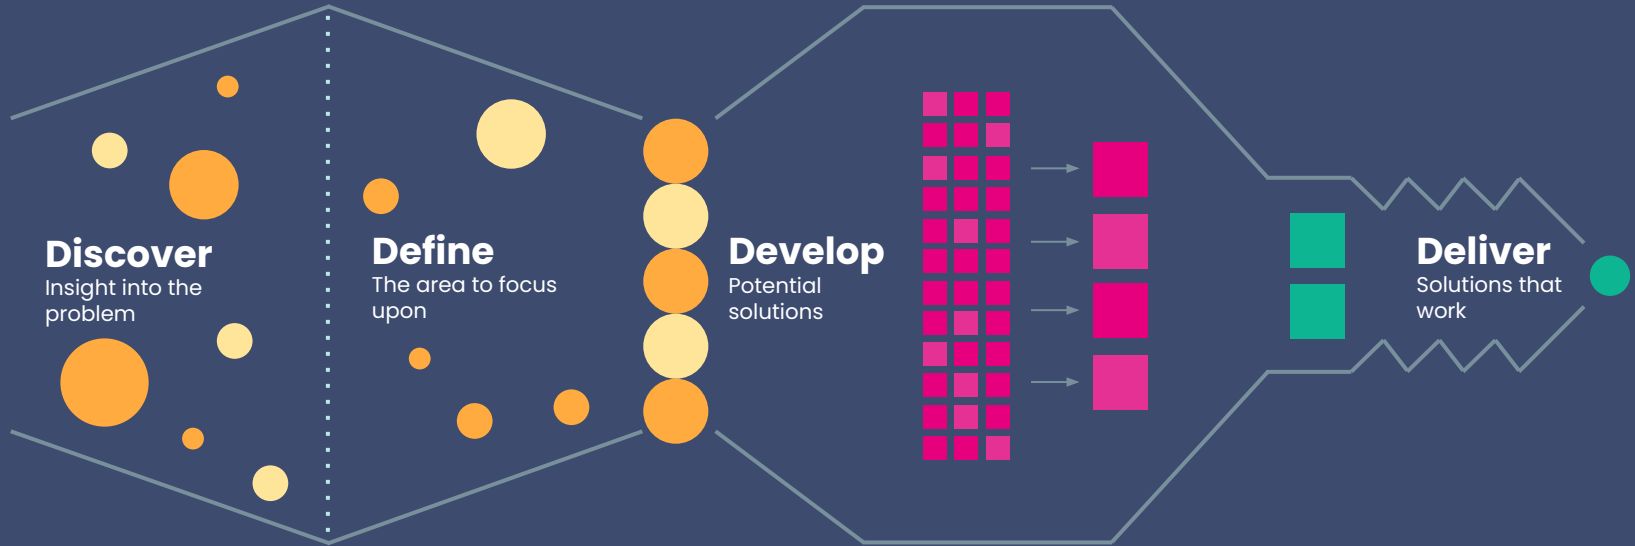 Discover
Insight into the
problem
Define
The area to focus
upon
Develop
Potential
solutions
Deliver
Solutions that
work